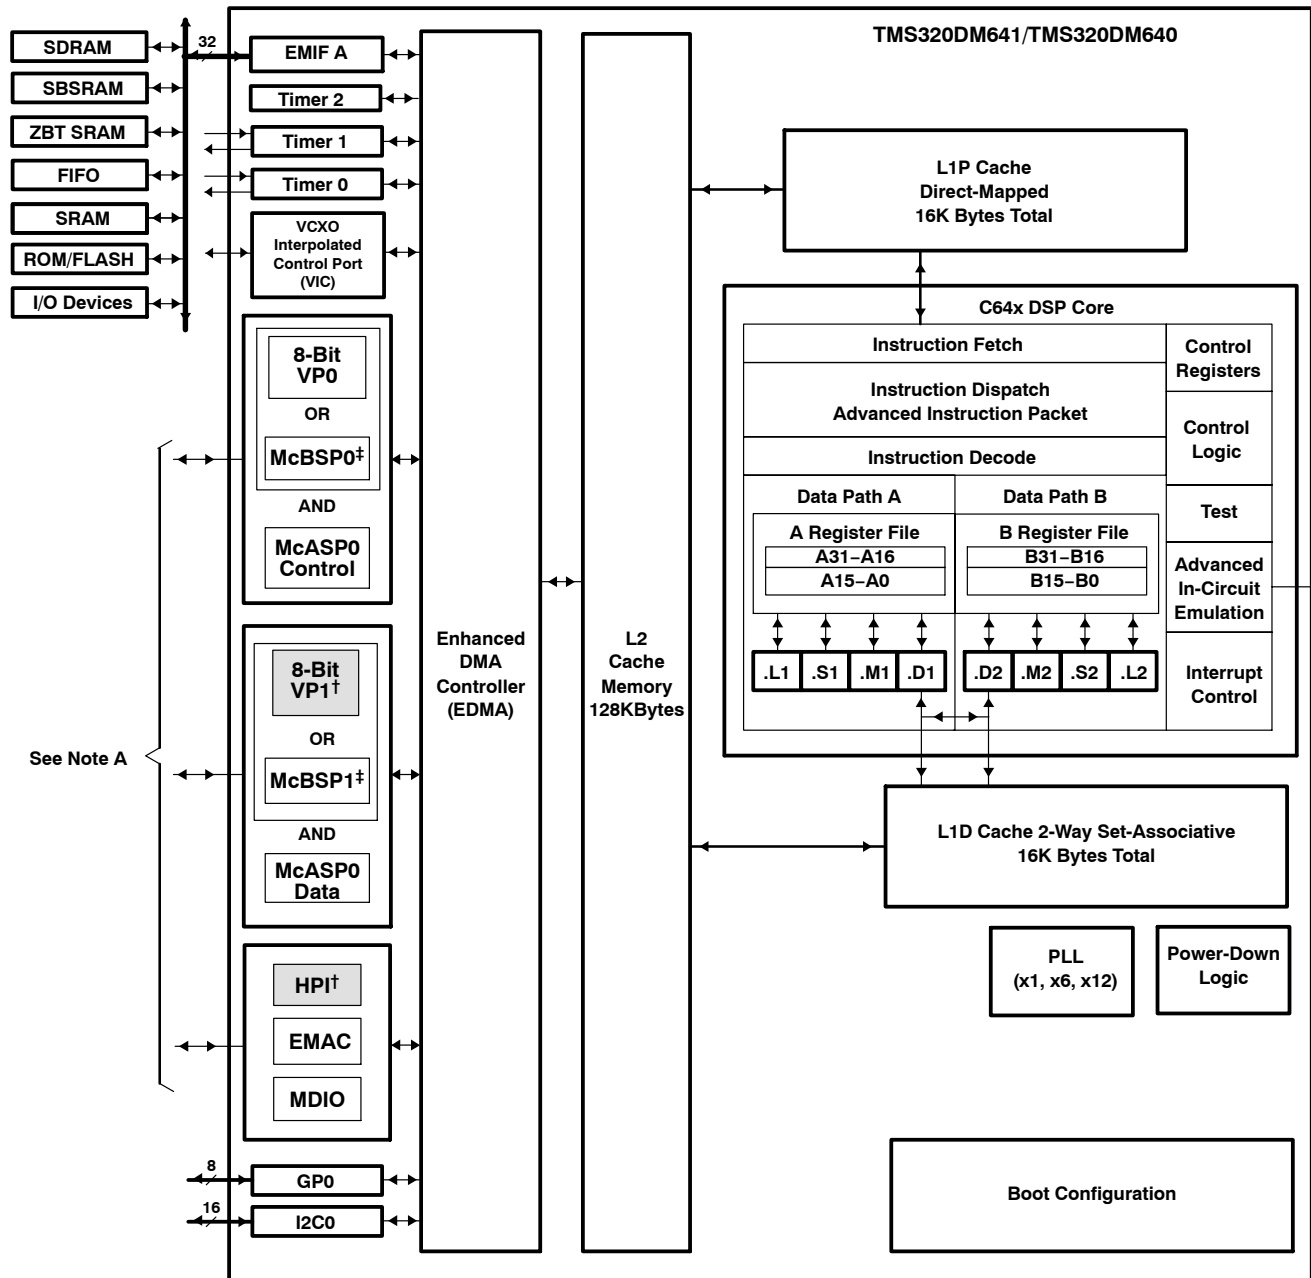 TMS320DM641/TMS320DM640
SDRAM
SBSRAM
ZBT SRAM
FIFO
SRAM
ROM/FLASH
I/O Devices
32
EMIF A
Timer 2
Timer 1
Timer 0
VCXO
Interpolated
Control Port
(VIC)
8-Bit
VP0
OR
McBSP0‡
AND
McASP0
Control
8-Bit
VP1†
OR
McBSP1‡
AND
McASP0
Data
See Note A
HPI†
EMAC
MDIO
8
GP0
16
I2C0
Enhanced
DMA
Controller
(EDMA)
L2
Cache
Memory
128KBytes
L1P Cache
Direct-Mapped
16K Bytes Total
C64x DSP Core
Instruction Fetch
Instruction Dispatch
Advanced Instruction Packet
Instruction Decode
Data Path A
Data Path B
A Register File
A31−A16
A15−A0
B Register File
B31−B16
B15−B0
.L1
.S1
.M1
.D1
.D2
.M2
.S2
.L2
Control
Registers
Control
Logic
Test
Advanced
In-Circuit
Emulation
Interrupt
Control
L1D Cache 2-Way Set-Associative
16K Bytes Total
PLL
(x1, x6, x12)
Power-Down
Logic
Boot Configuration